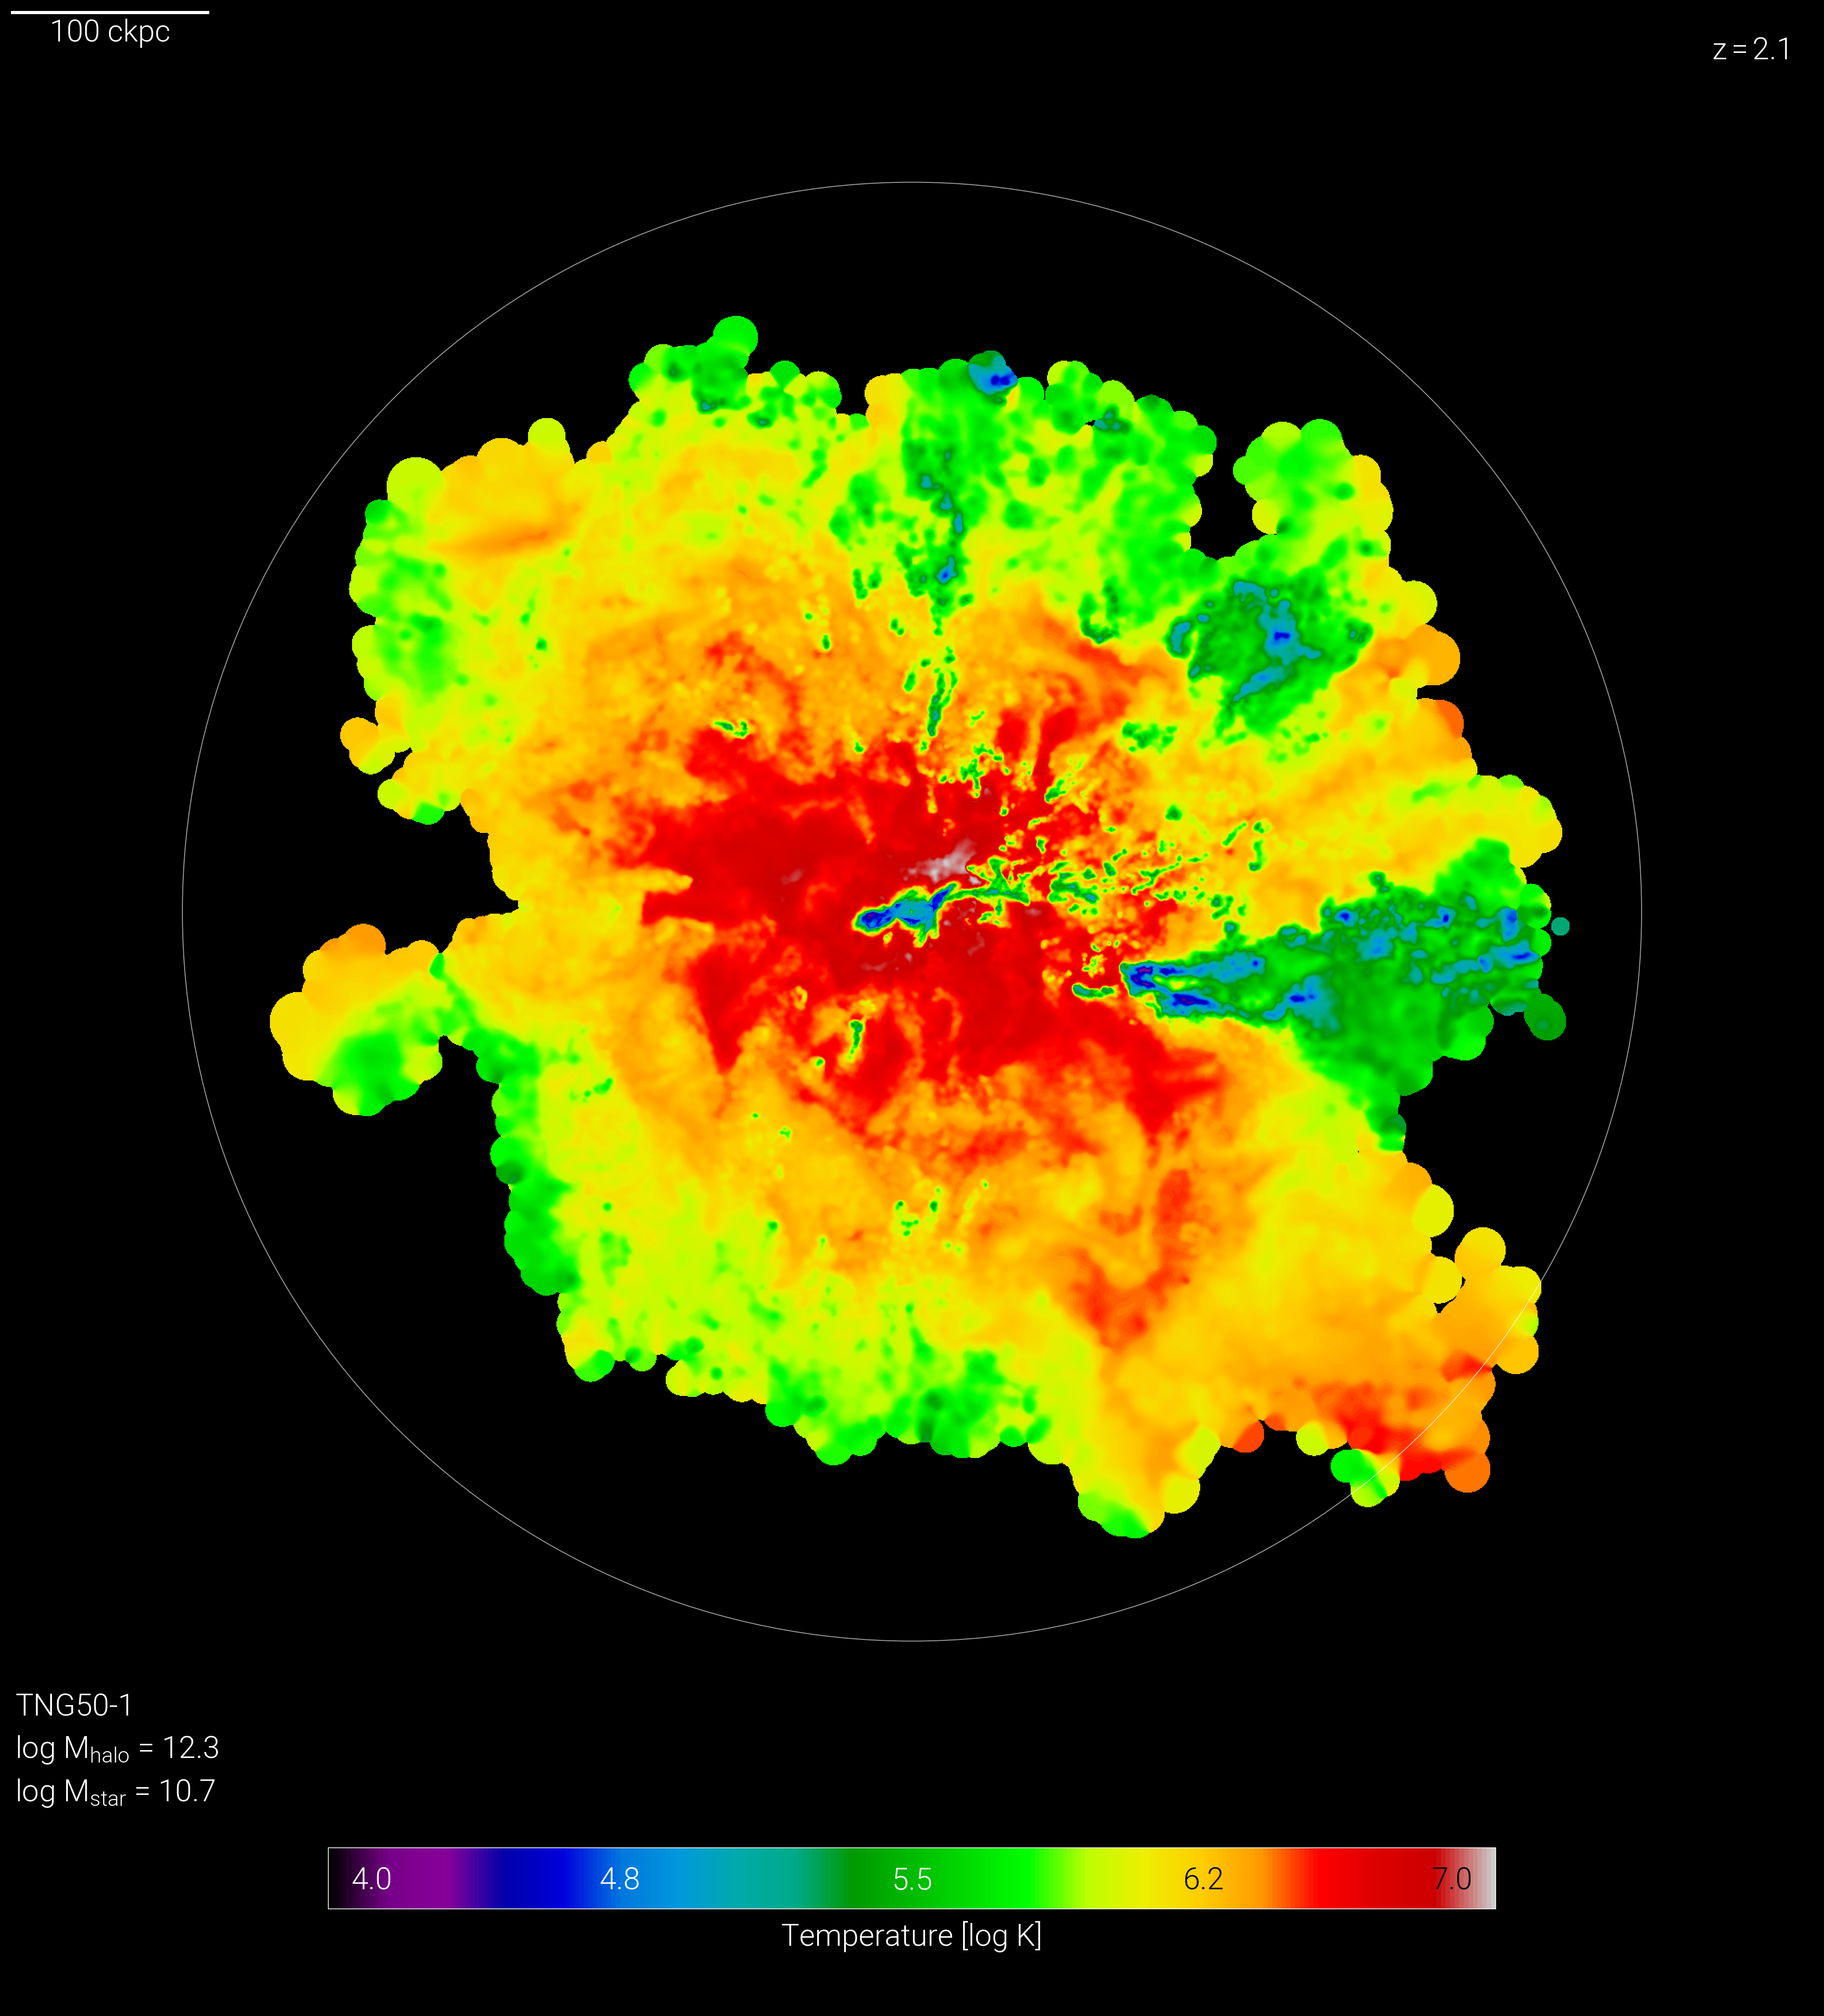 100 ckpc
z = 2.1
TNG50-1
log Mhalo = 12.3
log Mstar = 10.7
4.0 4.8 5.5 6.2 7.0
Temperature [log K]